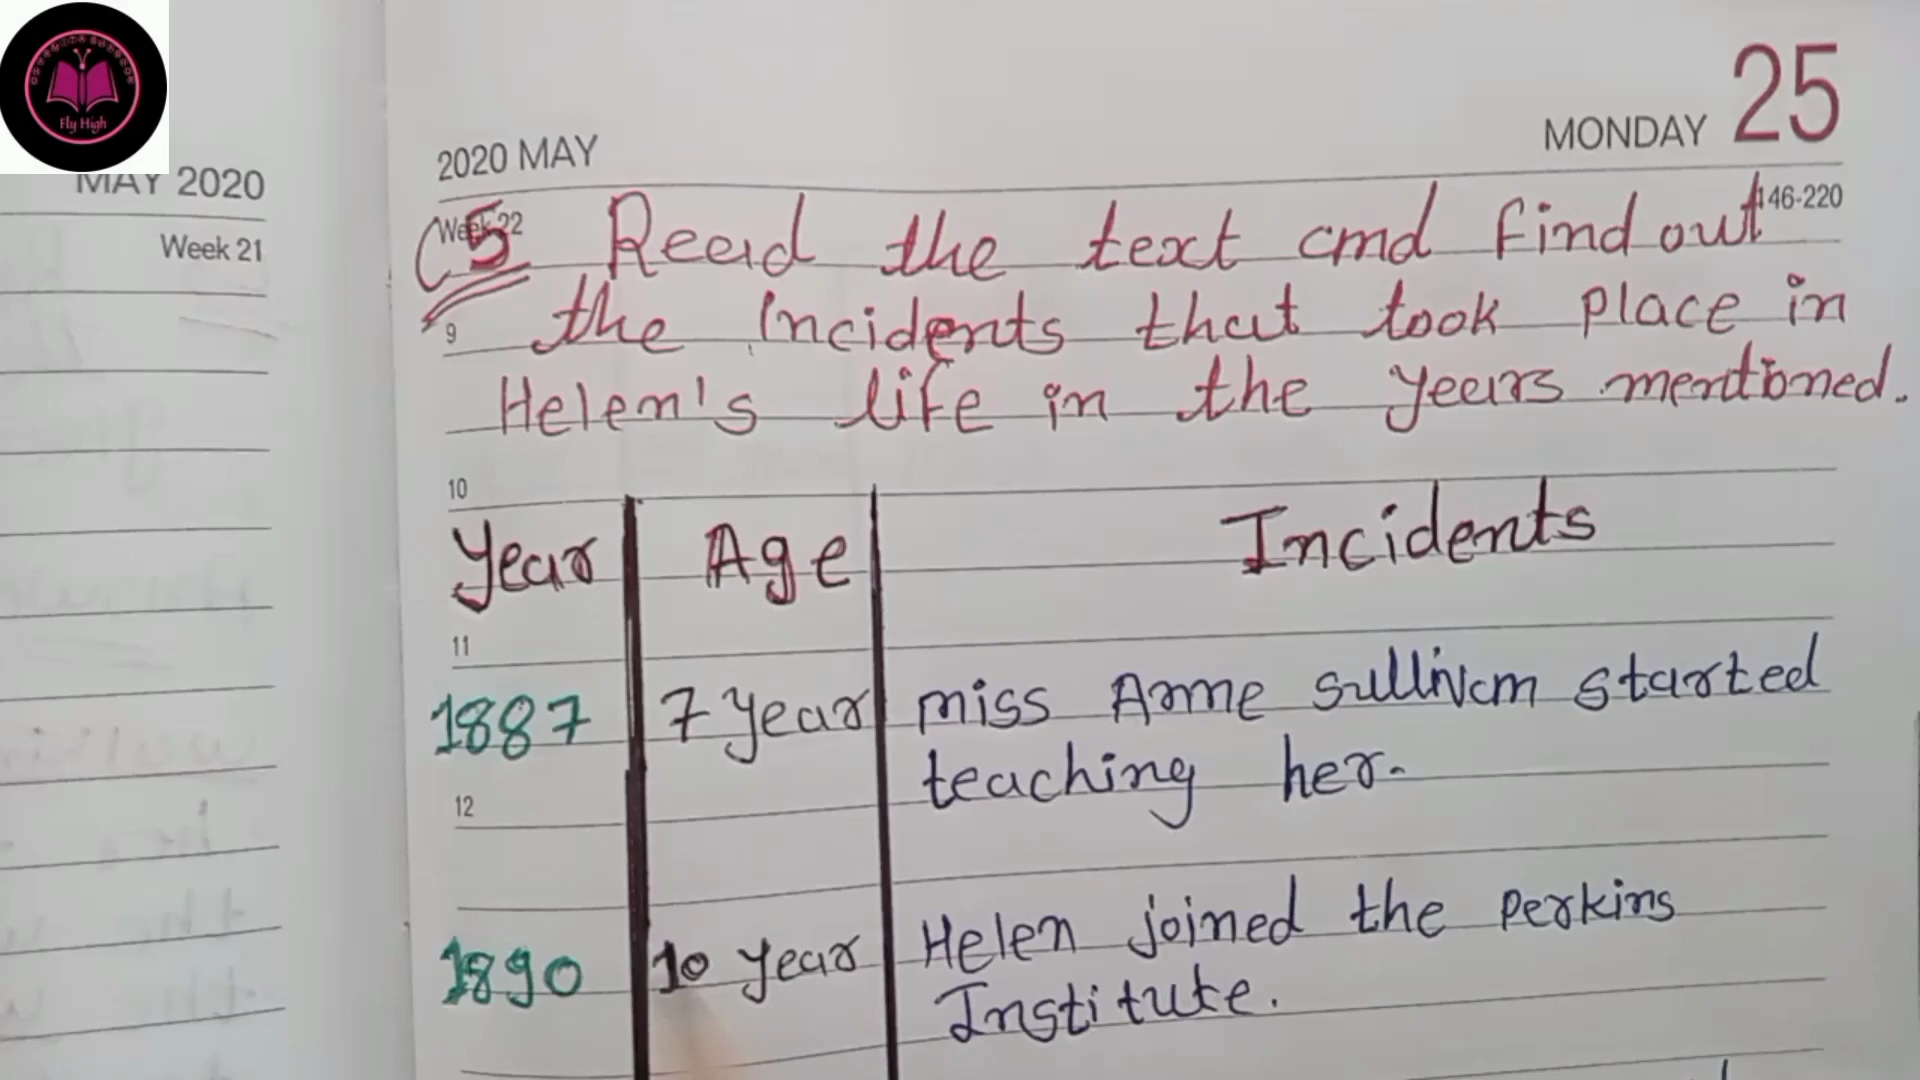 Fly High
MAY 2020
Week 21
2020 MAY
MONDAY 25
Week 22
146-220
(5 Read the text and find out
9
the incidents that took place in
Helen's life in the years mentioned.
10
Year Age Incidents
11
1887 7 Year miss Anne sullivan started
teaching her.
12
1890 10 Year Helen joined the Perkins
Institute.